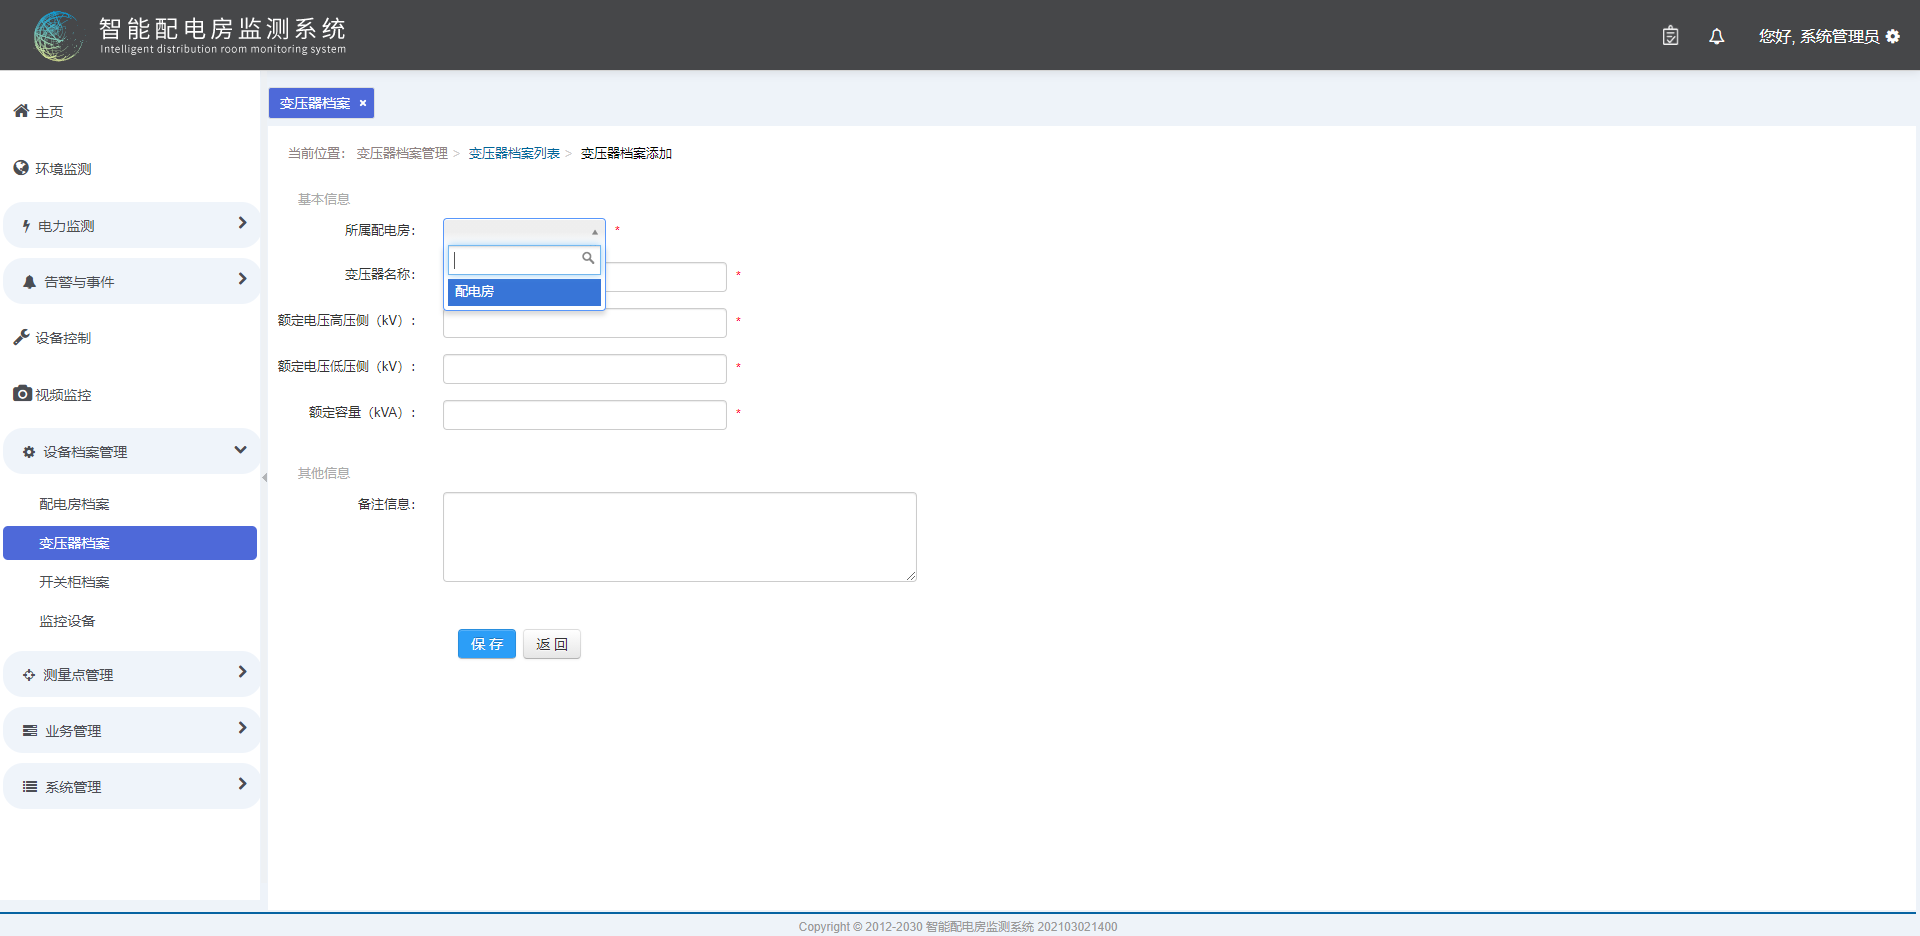 智能配电房监测系统
Intelligent distribution room monitoring system
您好, 系统管理员
主页
环境监测
电力监测
告警与事件
设备控制
视频监控
设备档案管理
配电房档案
变压器档案
开关柜档案
监控设备
测量点管理
业务管理
系统管理
变压器档案 ×
当前位置： 变压器档案管理 > 变压器档案列表 > 变压器档案添加
基本信息
所属配电房： *
配电房
变压器名称： *
额定电压高压侧（kV）： *
额定电压低压侧（kV）： *
额定容量（kVA）： *
其他信息
备注信息：
保 存 返 回
Copyright © 2012-2030 智能配电房监测系统 202103021400